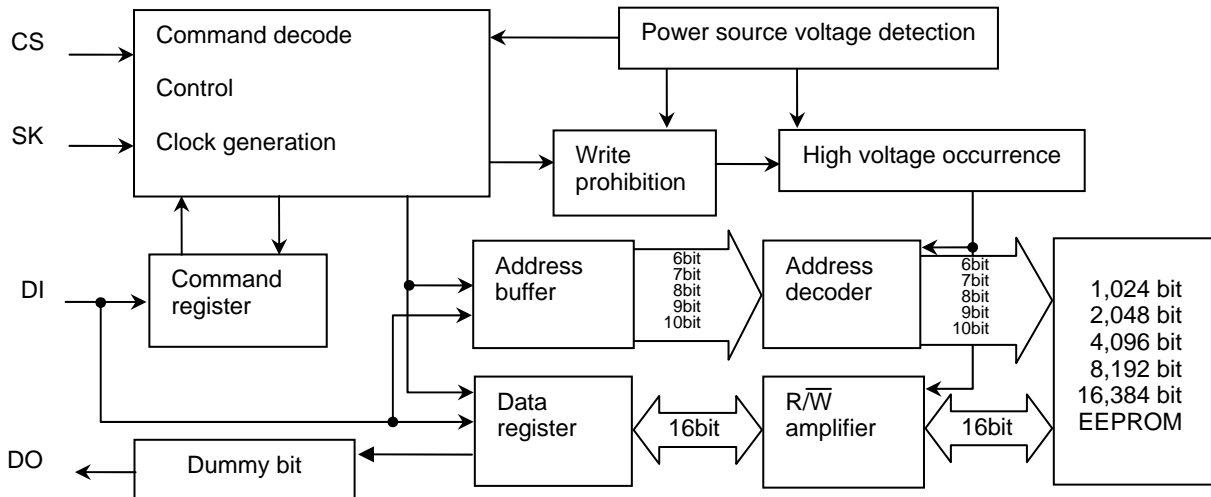 CS
SK
DI
DO
Command decode
Control
Clock generation
Power source voltage detection
Write
prohibition
High voltage occurrence
Command
register
Address
buffer
6bit
7bit
8bit
9bit
10bit
Address
decoder
6bit
7bit
8bit
9bit
10bit
1,024 bit
2,048 bit
4,096 bit
8,192 bit
16,384 bit
EEPROM
Data
register
16bit
R/W̅
amplifier
16bit
Dummy bit